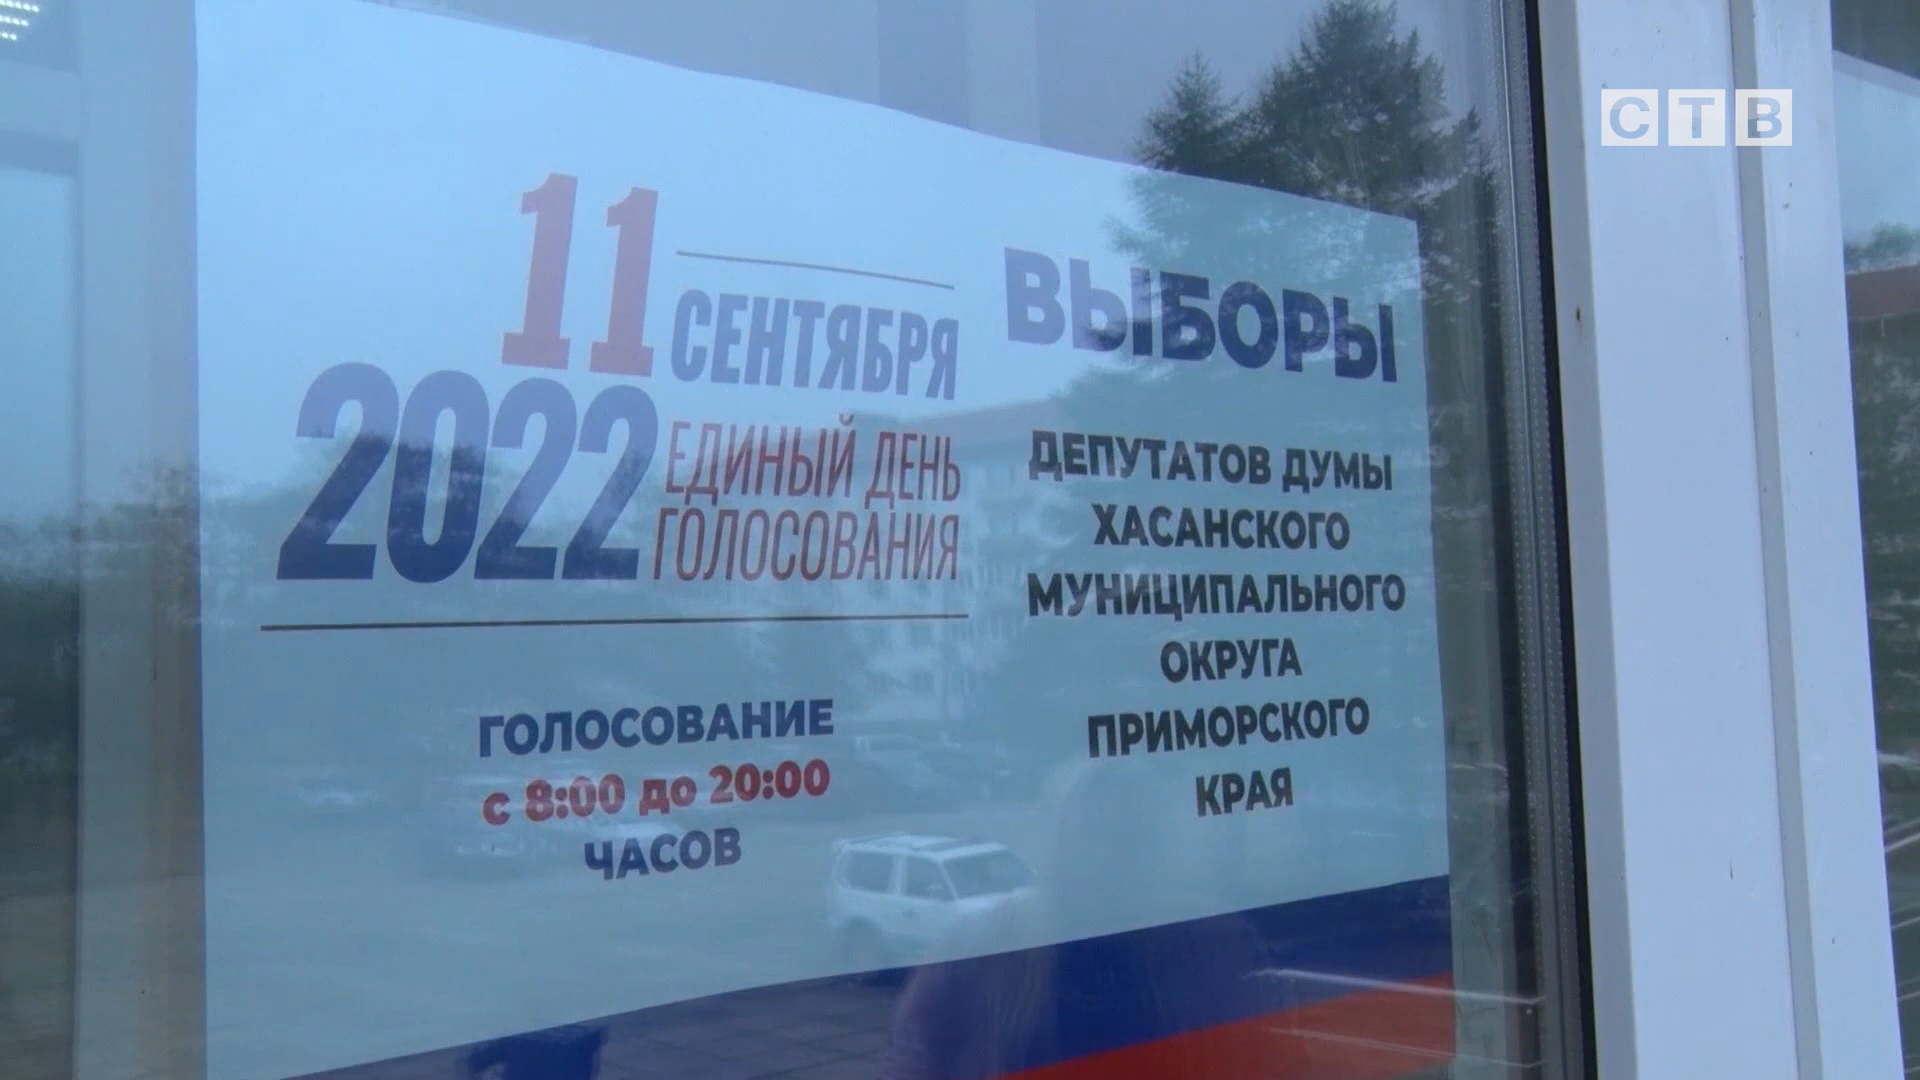 СТВ
11 СЕНТЯБРЯ
2022 ЕДИНЫЙ ДЕНЬ
ГОЛОСОВАНИЯ
ГОЛОСОВАНИЕ
с 8:00 до 20:00
ЧАСОВ
ВЫБОРЫ
ДЕПУТАТОВ ДУМЫ
ХАСАНСКОГО
МУНИЦИПАЛЬНОГО
ОКРУГА
ПРИМОРСКОГО
КРАЯ